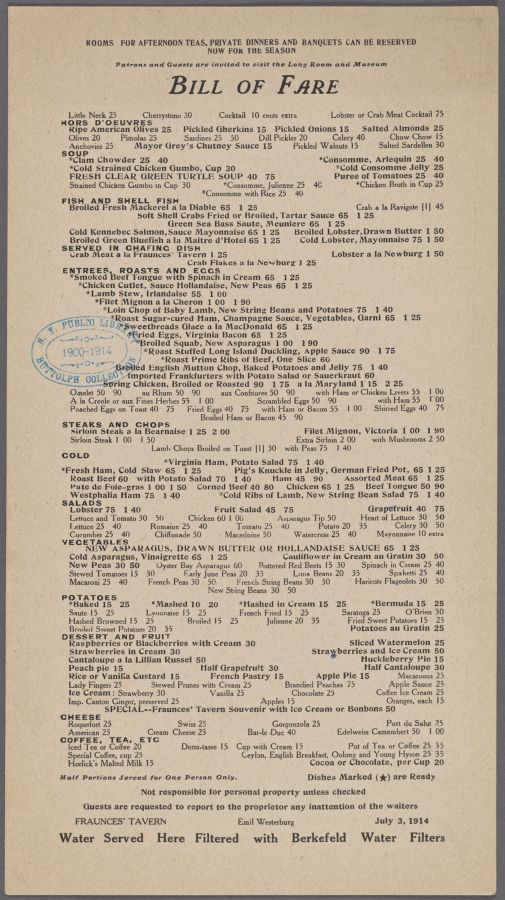 ROOMS FOR AFTERNOON TEAS, PRIVATE DINNERS AND BANQUETS CAN BE RESERVED
NOW FOR THE SEASON
Patrons and Guests are invited to visit the Long Room and Museum
BILL OF FARE
Little Neck 25 Cherrystone 30 Cocktail 10 cents extra Lobster or Crab Meat Cocktail 75
HORS D'OEUVRES
Ripe American Olives 25 Pickled Gherkins 15 Pickled Onions 15 Salted Almonds 25
Olives 20 Pimolas 25 Sardines 25 50 Dill Pickles 20 Celery 40 Chow Chow 15
Anchovies 25 Mayor Grey's Chutney Sauce 15 Pickled Walnuts 15 Salted Sardellen 30
SOUP
*Clam Chowder 25 40 *Consomme, Arlequin 25 40
*Cold Strained Chicken Gumbo, Cup 30 *Cold Consomme Jelly 25
FRESH CLEAR GREEN TURTLE SOUP 40 75 Puree of Tomatoes 25 40
Strained Chicken Gumbo in Cup 30 *Consomme, Julienne 25 40 *Chicken Broth in Cup 25
*Consomme with Rice 25 40
FISH AND SHELL FISH
Broiled Fresh Mackerel a la Diable 65 1 25 Crab a la Ravigote [1] 45
Soft Shell Crabs Fried or Broiled, Tartar Sauce 65 1 25
Green Sea Bass Saute, Meuniere 65 1 25
Cold Kennebec Salmon, Sauce Mayonnaise 65 1 25 Broiled Lobster, Drawn Butter 1 50
Broiled Green Bluefish a la Maitre d'Hotel 65 1 25 Cold Lobster, Mayonnaise 75 1 50
SERVED IN CHAFING DISH
Crab Meat a la Fraunces' Tavern 1 25 Lobster a la Newburg 1 50
Crab Flakes a la Newburg 1 25
ENTREES, ROASTS AND EGGS
*Smoked Beef Tongue with Spinach in Cream 65 1 25
*Chicken Cutlet, Sauce Hollandaise, New Peas 65 1 25
*Lamb Stew, Irlandaise 55 1 00
*Filet Mignon a la Cheron 1 00 1 90
*Loin Chop of Baby Lamb, New String Beans and Potatoes 75 1 40
*Roast Sugar-cured Ham, Champagne Sauce, Vegetables, Garni 65 1 25
*Sweetbreads Glace a la MacDonald 65 1 25
*Fried Eggs, Virginia Bacon 65 1 25
*Broiled Squab, New Asparagus 1 00 1 90
*Roast Stuffed Long Island Duckling, Apple Sauce 90 1 75
*Roast Prime Ribs of Beef, One Slice 60
Broiled English Mutton Chop, Baked Potatoes and Jelly 75 1 40
Imported Frankfurters with Potato Salad or Sauerkraut 60
Spring Chicken, Broiled or Roasted 90 1 75 a la Maryland 1 15 2 25
Omelet 50 90 au Rhum 50 90 aux Confitures 50 90 with Ham or Chicken Livers 55 1 00
A la Creole or aux Fines Herbes 55 1 00 Scrambled Eggs 50 90 with Ham 55 1 00
Poached Eggs on Toast 40 75 Fried Eggs 40 75 with Ham or Bacon 55 1 00 Shirred Eggs 40 75
Broiled Ham or Bacon 45 90
STEAKS AND CHOPS
Sirloin Steak a la Bearnaise 1 25 2 00 Filet Mignon, Victoria 1 00 1 90
Sirloin Steak 1 00 1 50 Extra Sirloin 2 00 with Mushrooms 2 50
Lamb Chops Broiled on Toast [1] 30 with Peas 75 1 40
COLD
*Virginia Ham, Potato Salad 75 1 40
*Fresh Ham, Cold Slaw 65 1 25 Pig's Knuckle in Jelly, German Fried Pot, 65 1 25
Roast Beef 60 with Potato Salad 70 1 40 Ham 45 90 Assorted Meat 65 1 25
Pate de Foie-gras 1 00 1 50 Corned Beef 40 80 Chicken 65 1 25 Beef Tongue 50 90
Westphalia Ham 75 1 40 *Cold Ribs of Lamb, New String Bean Salad 75 1 40
SALADS
Lobster 75 1 40 Fruit Salad 45 75 Grapefruit 40 75
Lettuce and Tomato 30 50 Chicken 60 1 00 Asparagus Tip 50 Heart of Lettuce 30 50
Lettuce 25 40 Romaine 25 40 Tomato 25 40 Potato 20 35 Celery 30 50
Cucumber 25 40 Chiffonade 50 Macedoine 50 Watercress 25 40 Mayonnaise 10 extra
VEGETABLES
NEW ASPARAGUS, DRAWN BUTTER OR HOLLANDAISE SAUCE 65 1 25
Cold Asparagus, Vinaigrette 65 1 25 Cauliflower in Cream au Gratin 30 50
New Peas 30 50 Oyster Bay Asparagus 60 Buttered Red Beets 15 30 Spinach in Cream 25 40
Stewed Tomatoes 15 30 Early June Peas 20 35 Lima Beans 20 35 Spahetti 25 40
Macaroni 25 40 French Peas 30 50 French String Beans 30 50 Haricots Flageolets 30 50
New String Beans 30 50
POTATOES
*Baked 15 25 *Mashed 10 20 *Hashed in Cream 15 25 *Bermuda 15 25
Saute 15 25 Lyonnaise 15 25 French Fried 15 25 Saratoga 25 O'Brien 30
Hashed Browned 15 25 Broiled 15 25 Julienne 20 35 Fried Sweet Potatoes 15 25
Broiled Sweet Potatoes 20 35 Potatoes au Gratin 25
DESSERT AND FRUIT
Raspberries or Blackberries with Cream 30 Sliced Watermelon 25
Strawberries in Cream 30 Strawberries and Ice Cream 50
Cantaloupe a la Lillian Russel 50 Huckleberry Pie 15
Peach pie 15 Half Grapefruit 30 Half Cantaloupe 30
Rice or Vanilla Custard 15 French Pastry 15 Apple Pie 15 Macaroons 25
Lady Fingers 25 Stewed Prunes with Cream 25 Brandied Peaches 75 Apple Sauce 25
Ice Cream: Strawberry 30 Vanilla 25 Chocolate 25 Coffee Ice Cream 25
Imp. Canton Ginger, preserved 25 Apples 15 Oranges, each 15
SPECIAL--Fraunces' Tavern Souvenir with Ice Cream or Bonbons 50
CHEESE
Roquefort 25 Swiss 25 Gorgonzola 25 Port du Salut 25
American 25 Cream Cheese 25 Bar-le-Duc 40 Edelweiss Camembert 50 1 00
COFFEE, TEA, ETC
Iced Tea or Coffee 20 Demi-tasse 15 Cup with Cream 15 Pot of Tea or Coffee 25 35
Special Coffee, cup 25 Ceylon, English Breakfast, Oolong and Young Hyson 25 35
Horlick's Malted Milk 15 Cocoa or Chocolate, per Cup 20
Half Portions Served for One Person Only. Dishes Marked (★) are Ready
Not responsible for personal property unless checked
Guests are requested to report to the proprietor any inattention of the waiters
FRAUNCES' TAVERN Emil Westerburg July 3, 1914
Water Served Here Filtered with Berkefeld Water Filters
N. Y. PUBLIC LIBRARY
1900-1914
BUTTOLPH COLLECTION